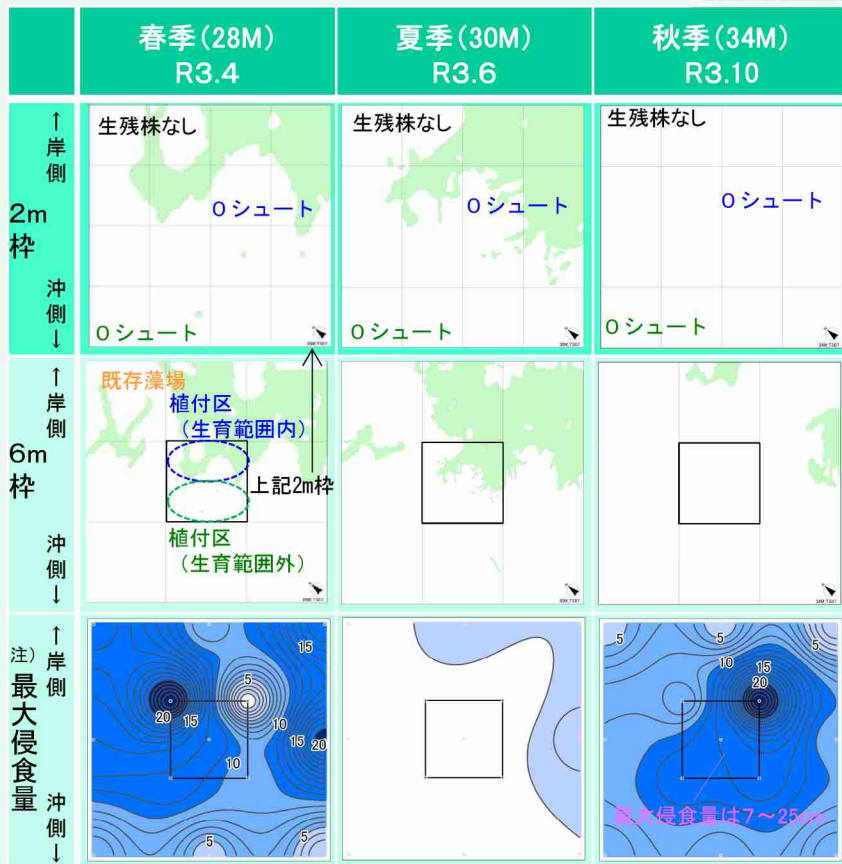 春季(28M)
R3.4
夏季(30M)
R3.6
秋季(34M)
R3.10
↑岸側
2m枠
沖側↓
生残株なし
0 シュート
0 シュート
生残株なし
0 シュート
0 シュート
生残株なし
0 シュート
0 シュート
↑岸側
6m枠
沖側↓
既存藻場
植付区
(生育範囲内)
上記2m枠
植付区
(生育範囲外)
↑岸側
注)
最大侵食量
沖側↓
15
5
20
15
10
15
20
10
5
5
5
5
5
10
15
20
最大侵食量は7～25cm